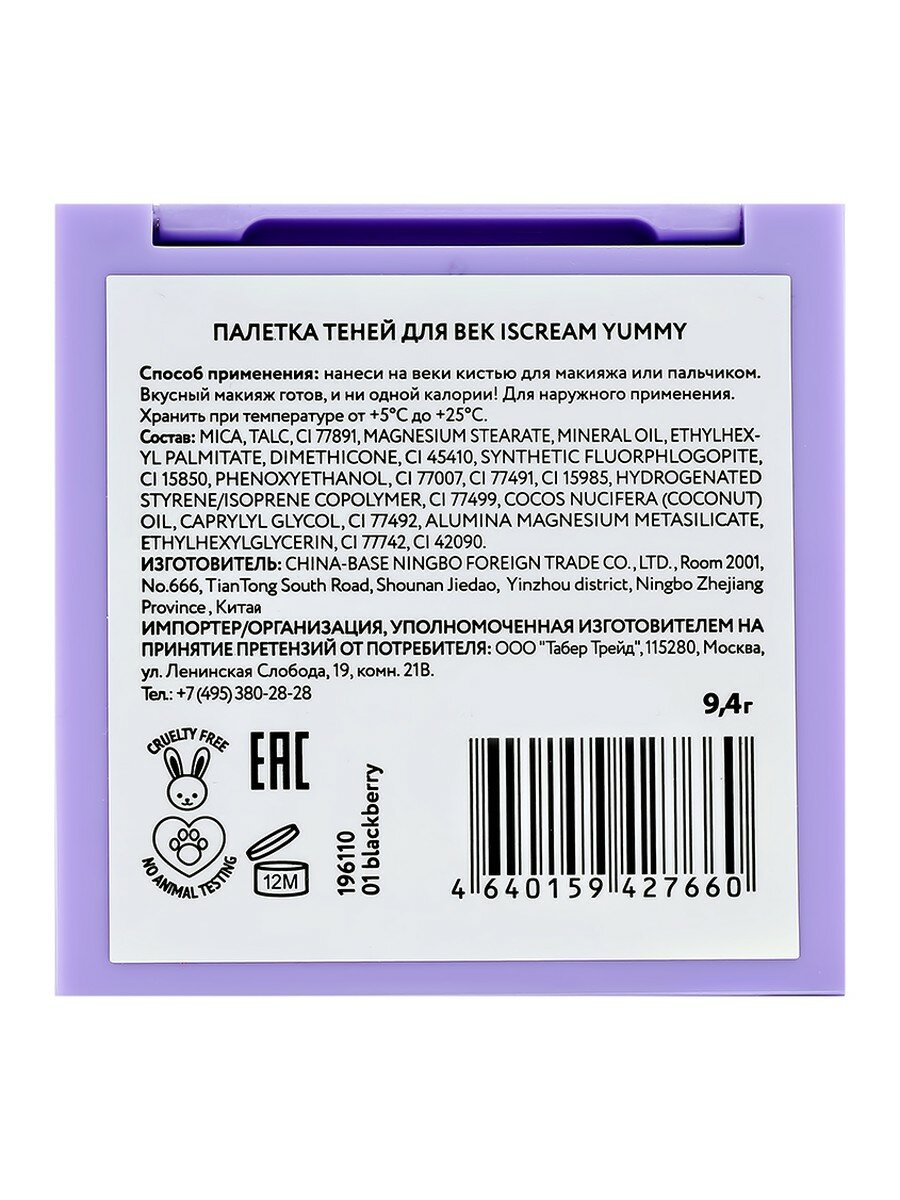 ПАЛЕТКА ТЕНЕЙ ДЛЯ ВЕК ISCREAM YUMMY
Способ применения: нанеси на веки кистью для макияжа или пальчиком.
Вкусный макияж готов, и ни одной калории! Для наружного применения.
Хранить при температуре от +5°С до +25°С.
Состав: MICA, TALC, CI 77891, MAGNESIUM STEARATE, MINERAL OIL, ETHYLHEX-
YL PALMITATE, DIMETHICONE, CI 45410, SYNTHETIC FLUORPHLOGOPITE,
CI 15850, PHENOXYETHANOL, CI 77007, CI 77491, CI 15985, HYDROGENATED
STYRENE/ISOPRENE COPOLYMER, CI 77499, COCOS NUCIFERA (COCONUT)
OIL, CAPRYLYL GLYCOL, CI 77492, ALUMINA MAGNESIUM METASILICATE,
ETHYLHEXYLGLYCERIN, CI 77742, CI 42090.
ИЗГОТОВИТЕЛЬ: CHINA-BASE NINGBO FOREIGN TRADE CO., LTD., Room 2001,
No.666, TianTong South Road, Shounan Jiedao, Yinzhou district, Ningbo Zhejiang
Province, Китай
ИМПОРТЕР/ОРГАНИЗАЦИЯ, УПОЛНОМОЧЕННАЯ ИЗГОТОВИТЕЛЕМ НА
ПРИНЯТИЕ ПРЕТЕНЗИЙ ОТ ПОТРЕБИТЕЛЯ: ООО "Табер Трейд", 115280, Москва,
ул. Ленинская Слобода, 19, комн. 21В.
Тел.: +7 (495) 380-28-28
9,4г
CRUELTY FREE
NO ANIMAL TESTING
EAC
12M
196110
01 blackberry
4 640159 427660